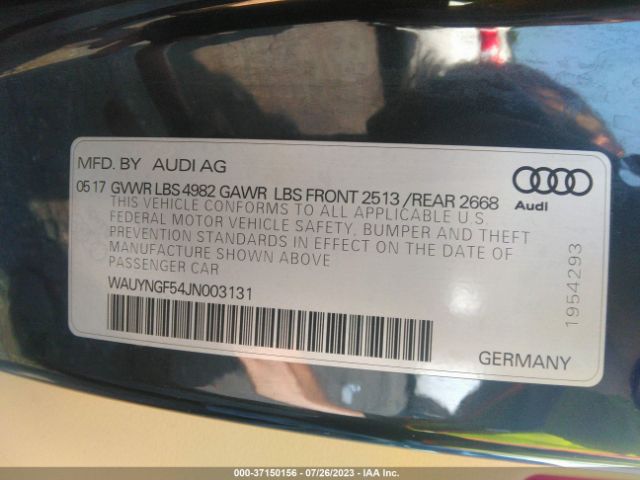 MFD. BY AUDI AG
0517 GVWR LBS 4982 GAWR LBS FRONT 2513 /REAR 2668
THIS VEHICLE CONFORMS TO ALL APPLICABLE U S
FEDERAL MOTOR VEHICLE SAFETY, BUMPER AND THEFT
PREVENTION STANDARDS IN EFFECT ON THE DATE OF
MANUFACTURE SHOWN ABOVE
PASSENGER CAR
WAUYNGF54JN003131
Audi
1954293
GERMANY
000-37150156 - 07/26/2023 - IAA Inc.